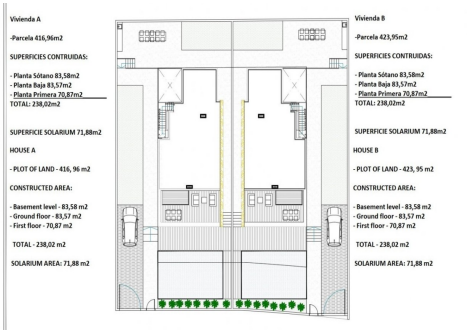 Vivienda A
-Parcela 416,96m2
SUPERFICIES CONTRUIDAS:
- Planta Sótano 83,58m2
- Planta Baja 83,57m2
- Planta Primera 70,87m2
TOTAL: 238,02m2
SUPERFICIE SOLARIUM 71,88m2
HOUSE A
- PLOT OF LAND - 416, 96 m2
CONSTRUCTED AREA:
- Basement level - 83,58 m2
- Ground floor - 83,57 m2
- First floor - 70,87 m2
TOTAL - 238,02 m2
SOLARIUM AREA: 71,88 m2
Vivienda B
-Parcela 423,95m2
SUPERFICIES CONTRUIDAS:
- Planta Sótano 83,58m2
- Planta Baja 83,57m2
- Planta Primera 70,87m2
TOTAL: 238,02m2
SUPERFICIE SOLARIUM 71,88m2
HOUSE B
- PLOT OF LAND - 423, 95 m2
CONSTRUCTED AREA:
- Basement level - 83,58 m2
- Ground floor - 83,57 m2
- First floor - 70,87 m2
TOTAL - 238,02 m2
SOLARIUM AREA: 71,88 m2